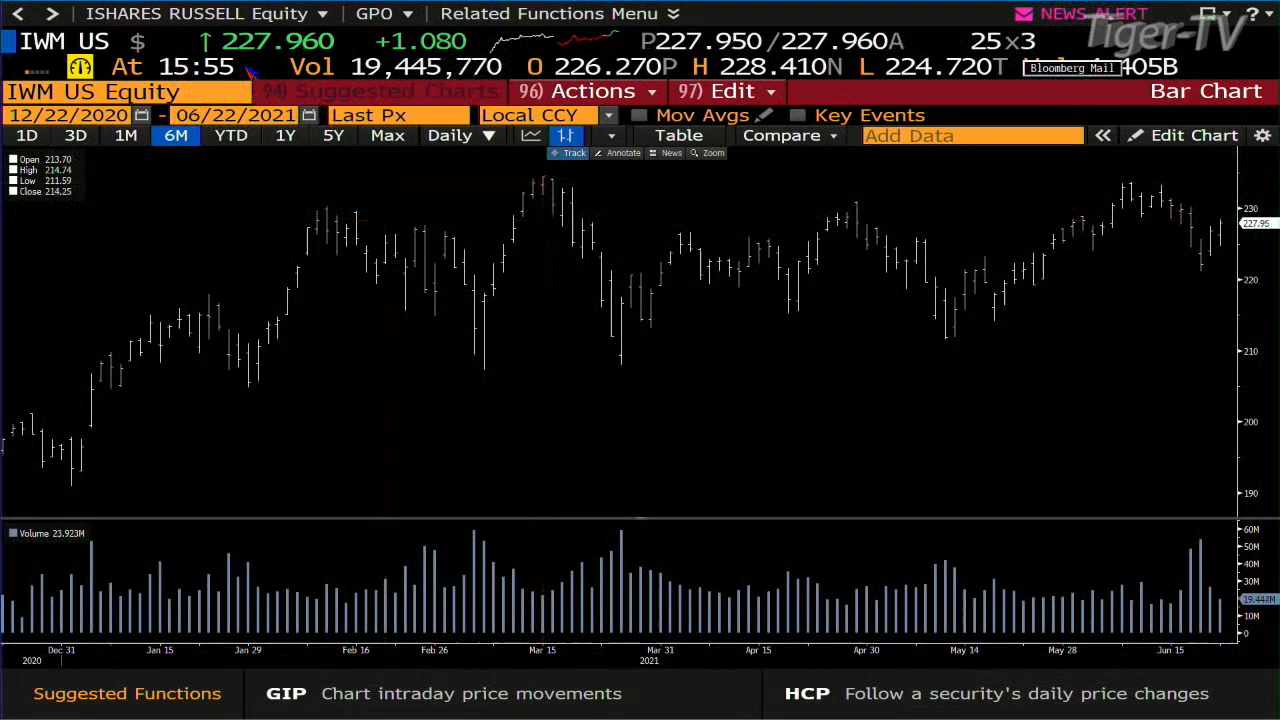 < > ISHARES RUSSELL Equity GPO Related Functions Menu NEWS ALERT ?
Tiger-TV
IWM US $ ↑ 227.960 +1.080 P227.950 /227.960A 25x3
At 15:55 Vol 19,445,770 O 226.270P H 228.410N L 224.720T 405B
Bloomberg Mail
IWM US Equity 94) Suggested Charts 96) Actions 97) Edit Bar Chart
12/22/2020 - 06/22/2021 Last Px Local CCY Mov Avgs Key Events
1D 3D 1M 6M YTD 1Y 5Y Max Daily ▼ Table Compare Add Data « Edit Chart
Track Annotate News Zoom
Open 213.70
High 214.74
Low 211.59
Close 214.25
230
227.95
220
210
200
190
Volume 23.923M
60M
50M
40M
30M
19.447M
10M
0
Dec 31 Jan 15 Jan 29 Feb 16 Feb 26 Mar 15 Mar 31 Apr 15 Apr 30 May 14 May 28 Jun 15
2020 2021
Suggested Functions GIP Chart intraday price movements HCP Follow a security's daily price changes